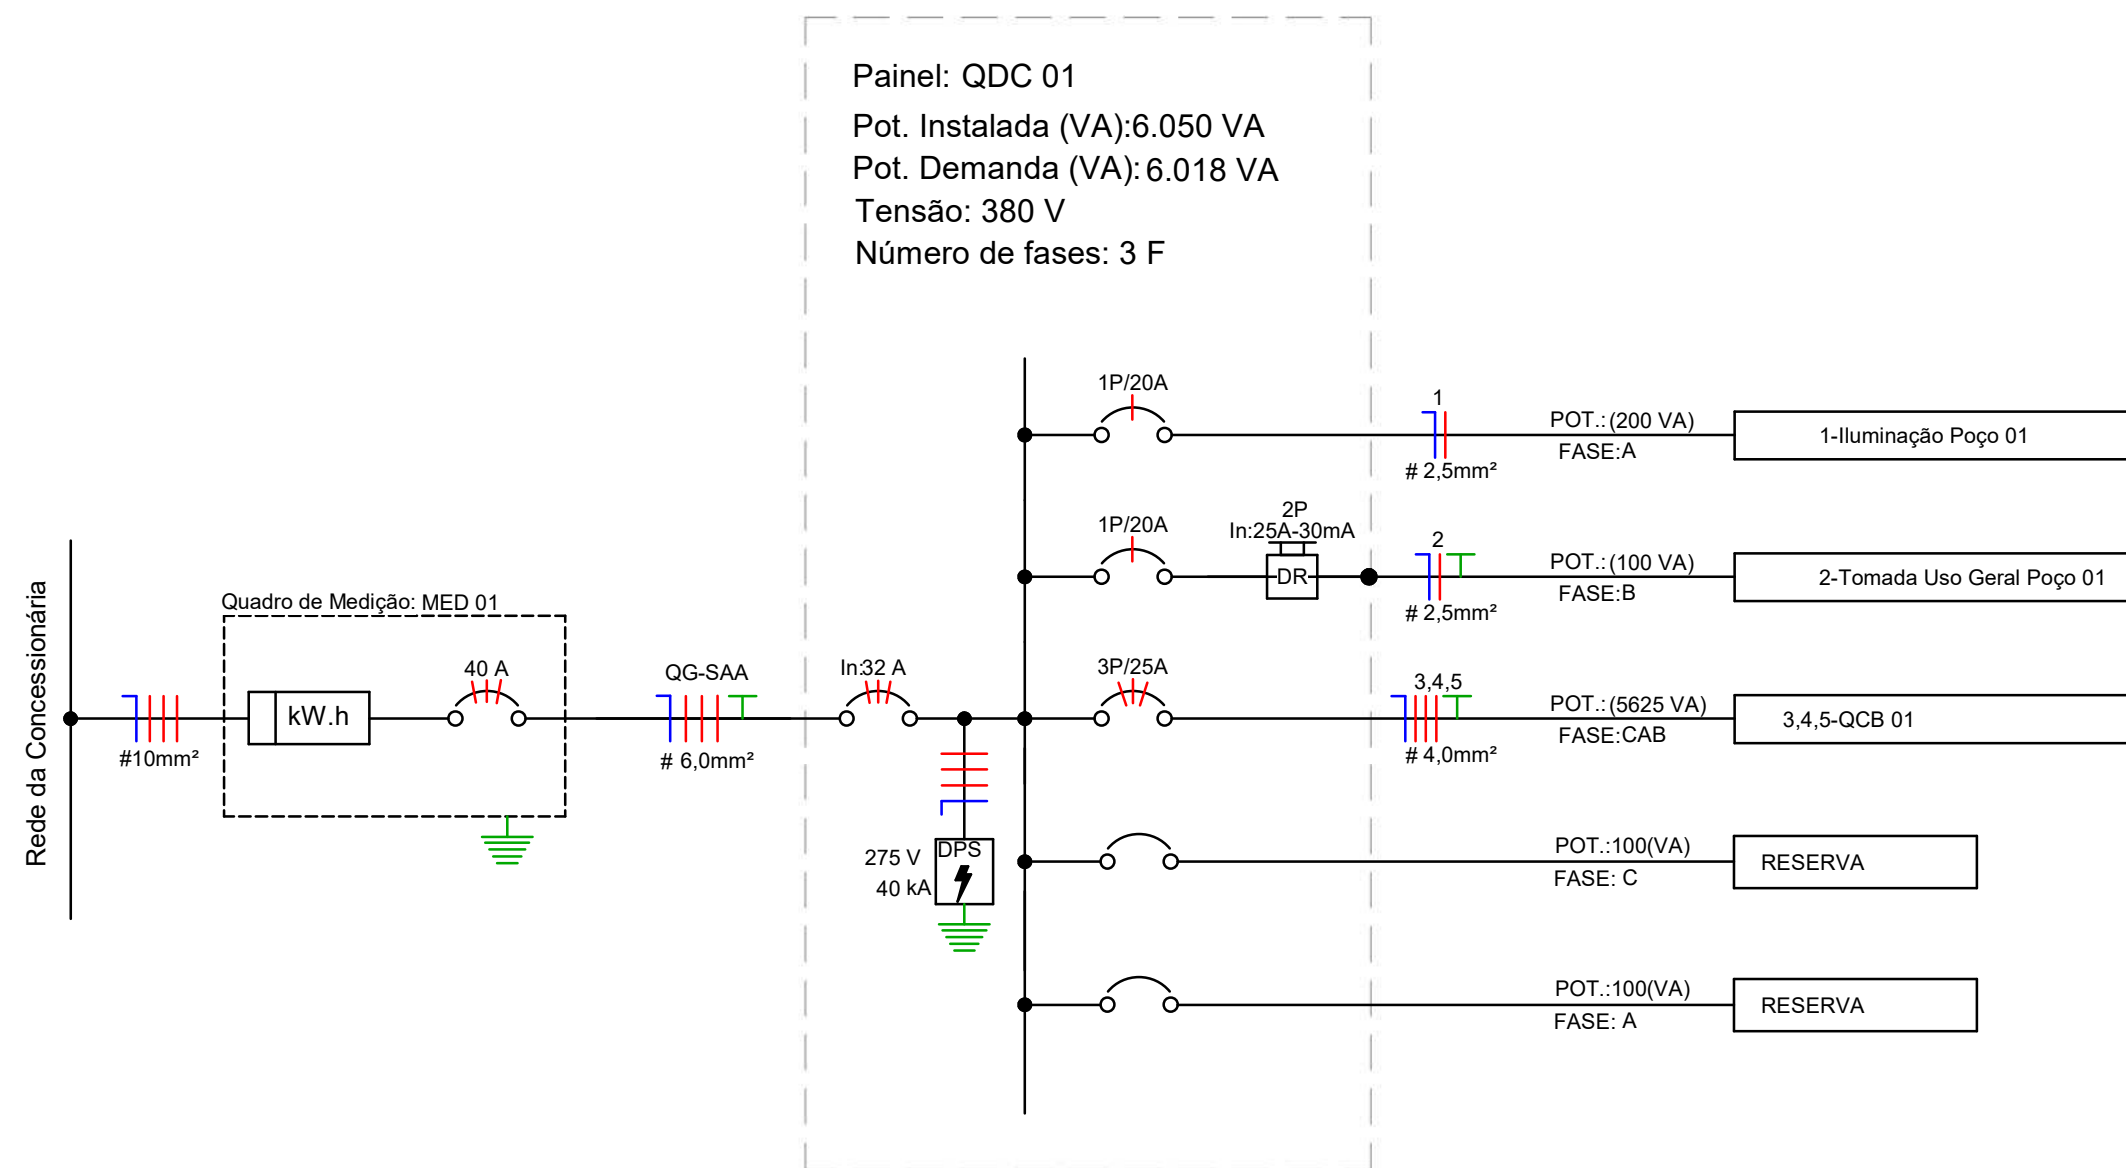 Painel: QDC 01
Pot. Instalada (VA):6.050 VA
Pot. Demanda (VA): 6.018 VA
Tensão: 380 V
Número de fases: 3 F
Rede da Concessionária
#10mm²
Quadro de Medição: MED 01
kW.h
40 A
QG-SAA
# 6,0mm²
In:32 A
275 V
40 kA
DPS
1P/20A
1
# 2,5mm²
POT.: (200 VA)
FASE:A
1-Iluminação Poço 01
1P/20A
2P
In:25A-30mA
DR
2
# 2,5mm²
POT.: (100 VA)
FASE:B
2-Tomada Uso Geral Poço 01
3P/25A
3,4,5
# 4,0mm²
POT.: (5625 VA)
FASE:CAB
3,4,5-QCB 01
POT.:100(VA)
FASE: C
RESERVA
POT.:100(VA)
FASE: A
RESERVA